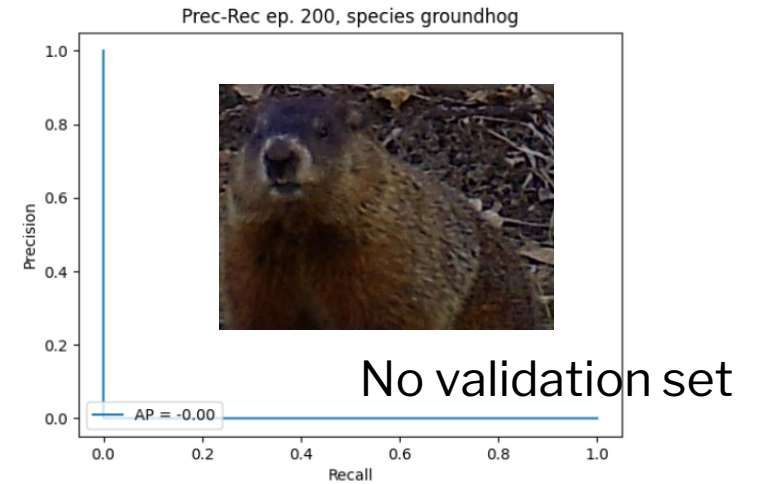 Prec-Rec ep. 200, species groundhog
1.0
0.8
0.6
0.4
0.2
0.0
Precision
No validation set
AP = -0.00
0.0 0.2 0.4 0.6 0.8 1.0
Recall